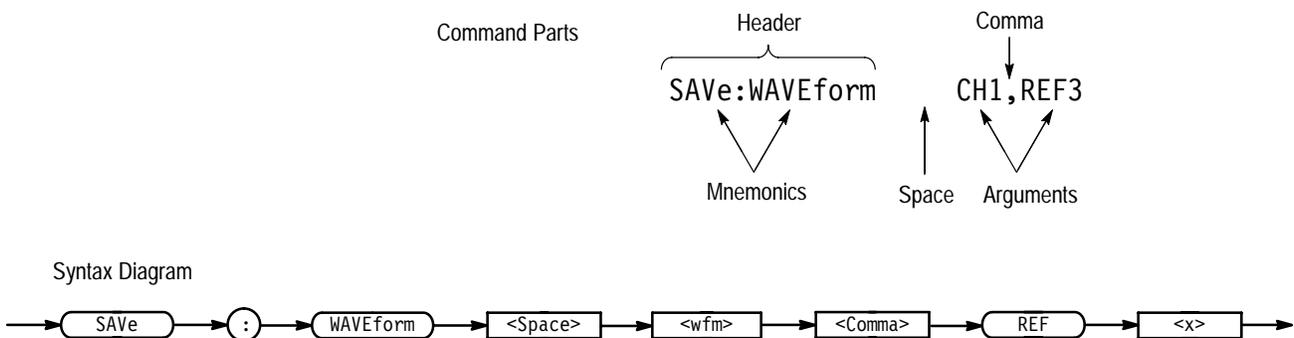 Command Parts
Header
Comma
SAVe:WAVEform CH1,REF3
Mnemonics
Space
Arguments
Syntax Diagram
SAVe : WAVEform <Space> <wfm> <Comma> REF <x>